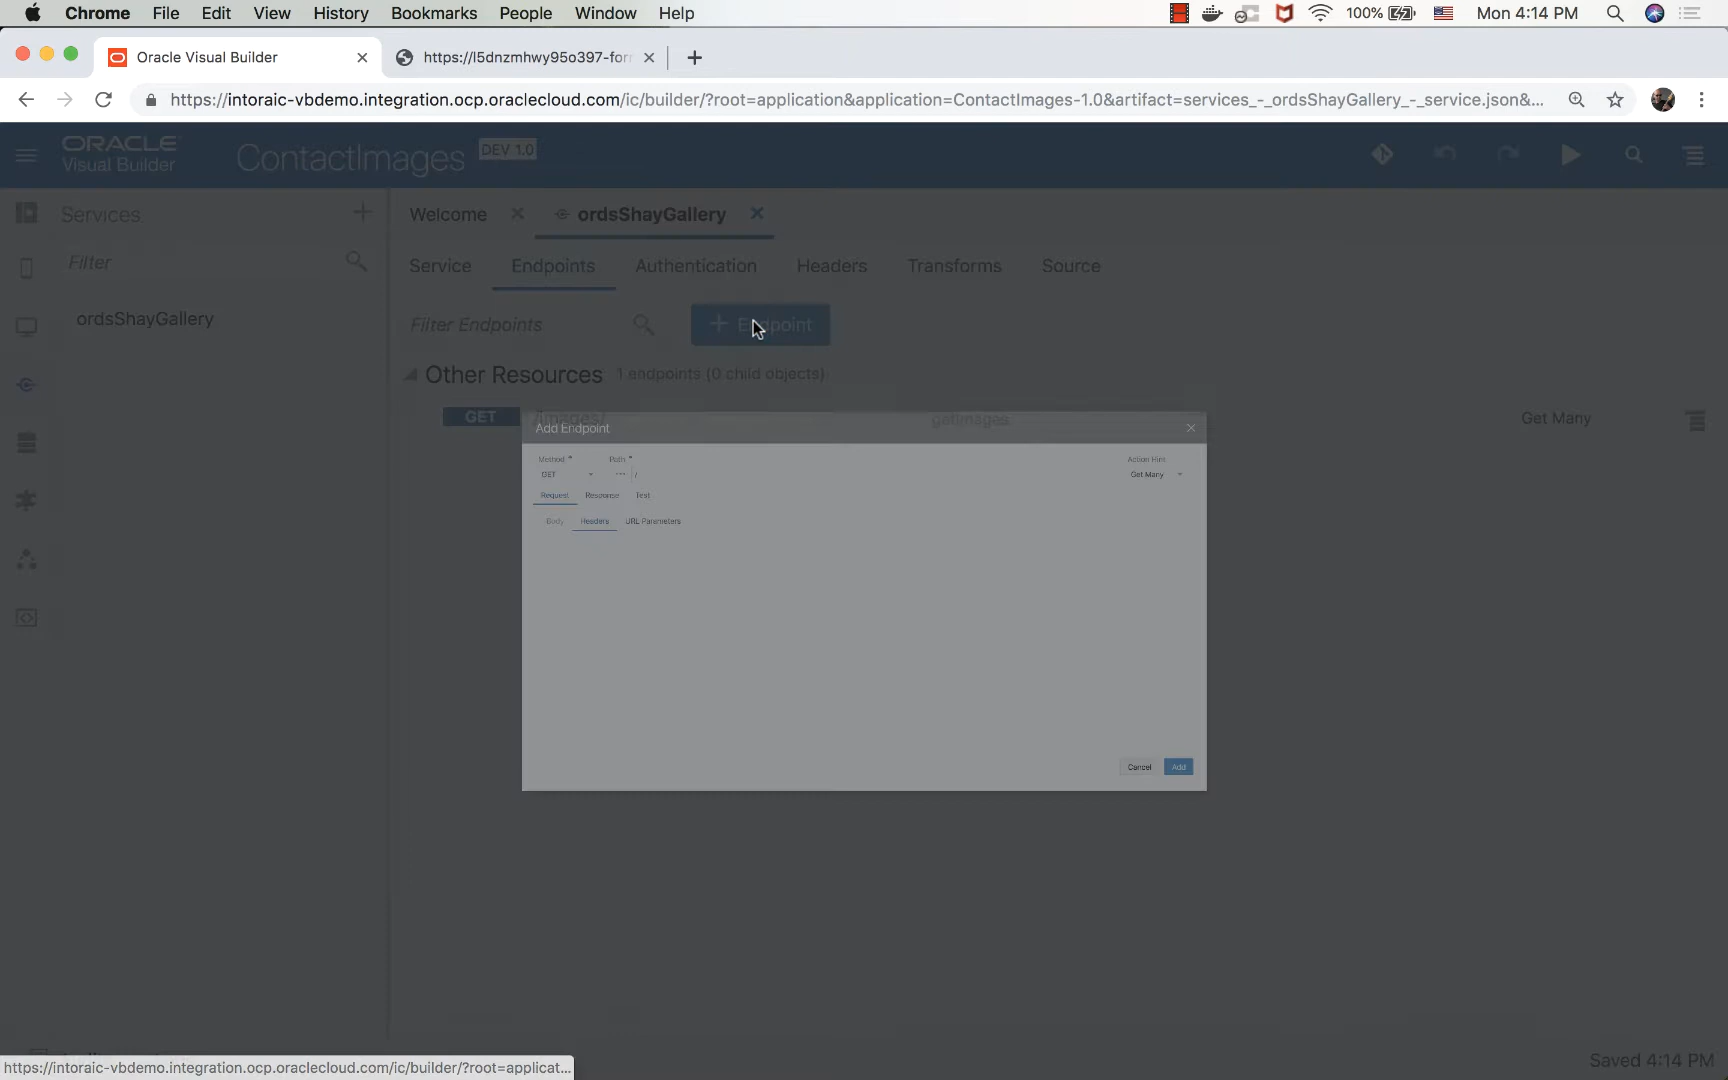 Chrome File Edit View History Bookmarks People Window Help 100% Mon 4:14 PM
Oracle Visual Builder https://l5dnzmhwy95o397-for
https://intoraic-vbdemo.integration.ocp.oraclecloud.com/ic/builder/?root=application&application=ContactImages-1.0&artifact=services_-_ordsShayGallery_-_service.json&...
ORACLE
Visual Builder
ContactImages DEV 1.0
Services
Welcome ordsShayGallery
Filter
Service Endpoints Authentication Headers Transforms Source
ordsShayGallery
Filter Endpoints + Endpoint
Other Resources 1 endpoints (0 child objects)
GET /images/ getImages Get Many
Add Endpoint
Method * Path * Action Hint
GET / Get Many
Request Response Test
Body Headers URL Parameters
Cancel Add
Saved 4:14 PM
https://intoraic-vbdemo.integration.ocp.oraclecloud.com/ic/builder/?root=applicat...